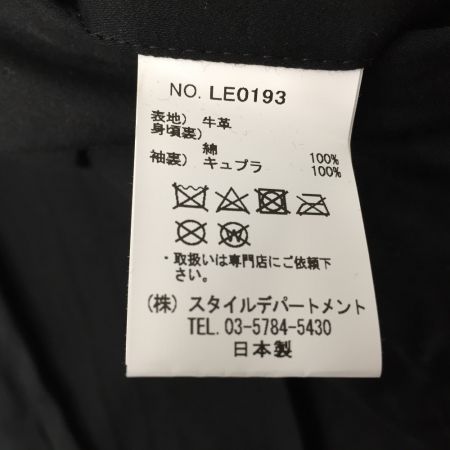 NO. LE0193
表地) 牛革
身頃裏)
綿 100%
袖裏) キュプラ 100%
・取扱いは専門店にご依頼下
さい。
(株) スタイルデパートメント
TEL. 03-5784-5430
日本製